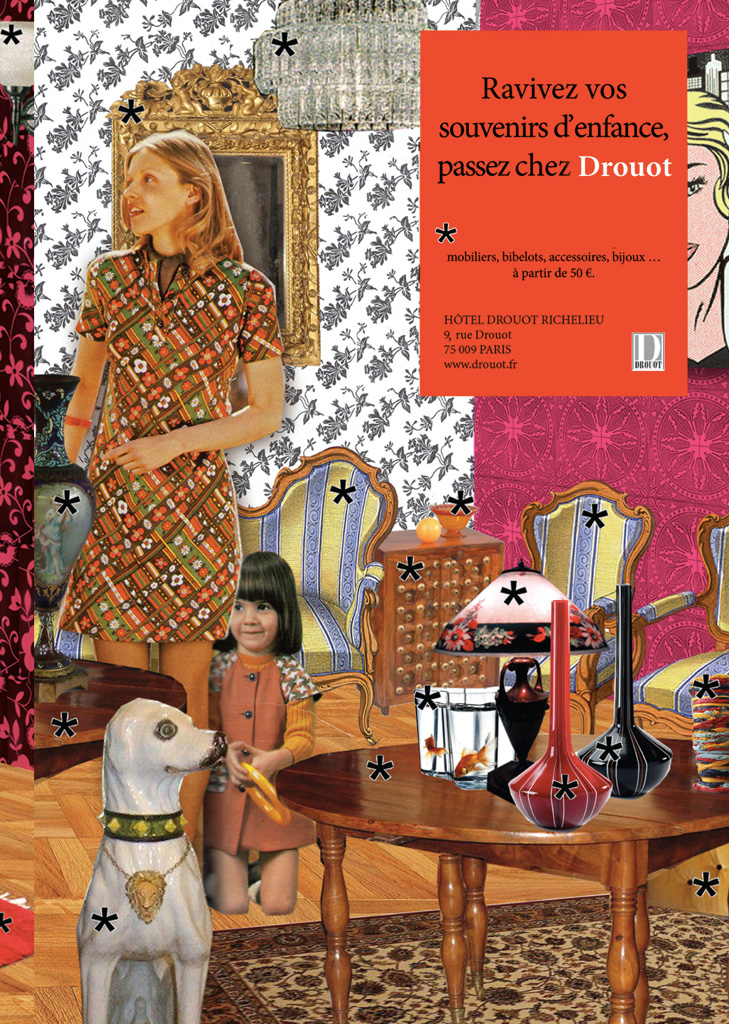 Ravivez vos
souvenirs d'enfance,
passez chez Drouot
*
mobiliers, bibelots, accessoires, bijoux ...
à partir de 50 €.
HÔTEL DROUOT RICHELIEU
9, rue Drouot
75 009 PARIS
www.drouot.fr
D
DROUOT